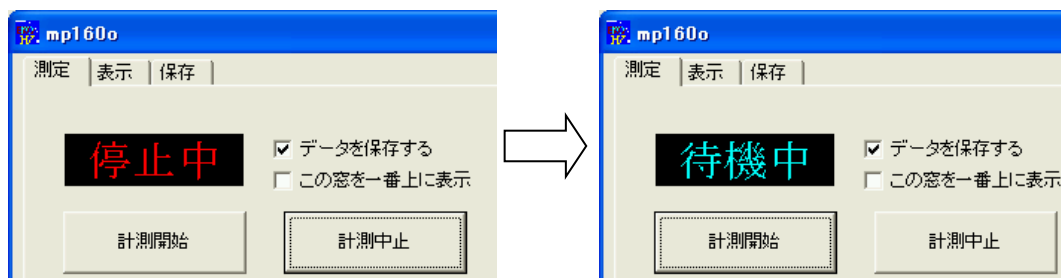 mp160o
測定 表示 保存
停止中
データを保存する
この窓を一番上に表示
計測開始 計測中止
mp160o
測定 表示 保存
待機中
データを保存する
この窓を一番上に表示
計測開始 計測中止